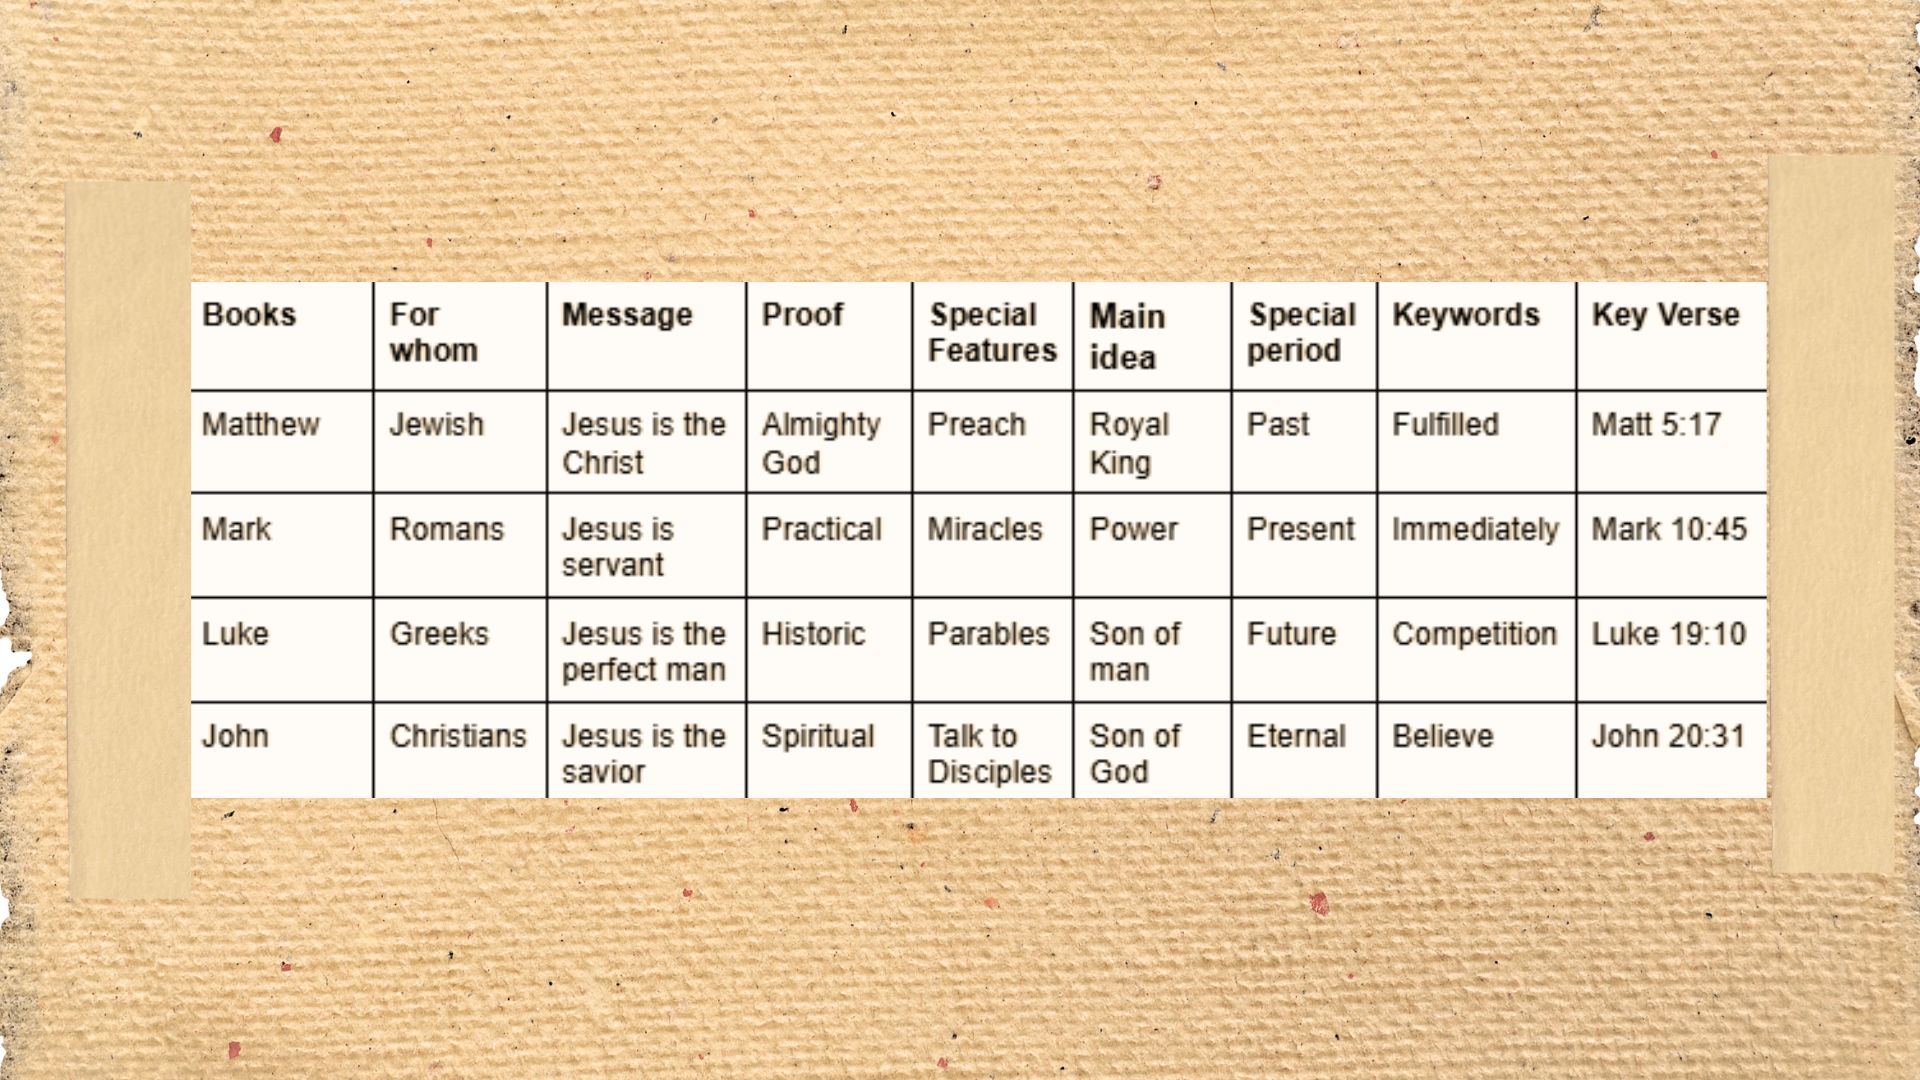 Books For whom Message Proof Special Features Main idea Special period Keywords Key Verse
Matthew Jewish Jesus is the Christ Almighty God Preach Royal King Past Fulfilled Matt 5:17
Mark Romans Jesus is servant Practical Miracles Power Present Immediately Mark 10:45
Luke Greeks Jesus is the perfect man Historic Parables Son of man Future Competition Luke 19:10
John Christians Jesus is the savior Spiritual Talk to Disciples Son of God Eternal Believe John 20:31